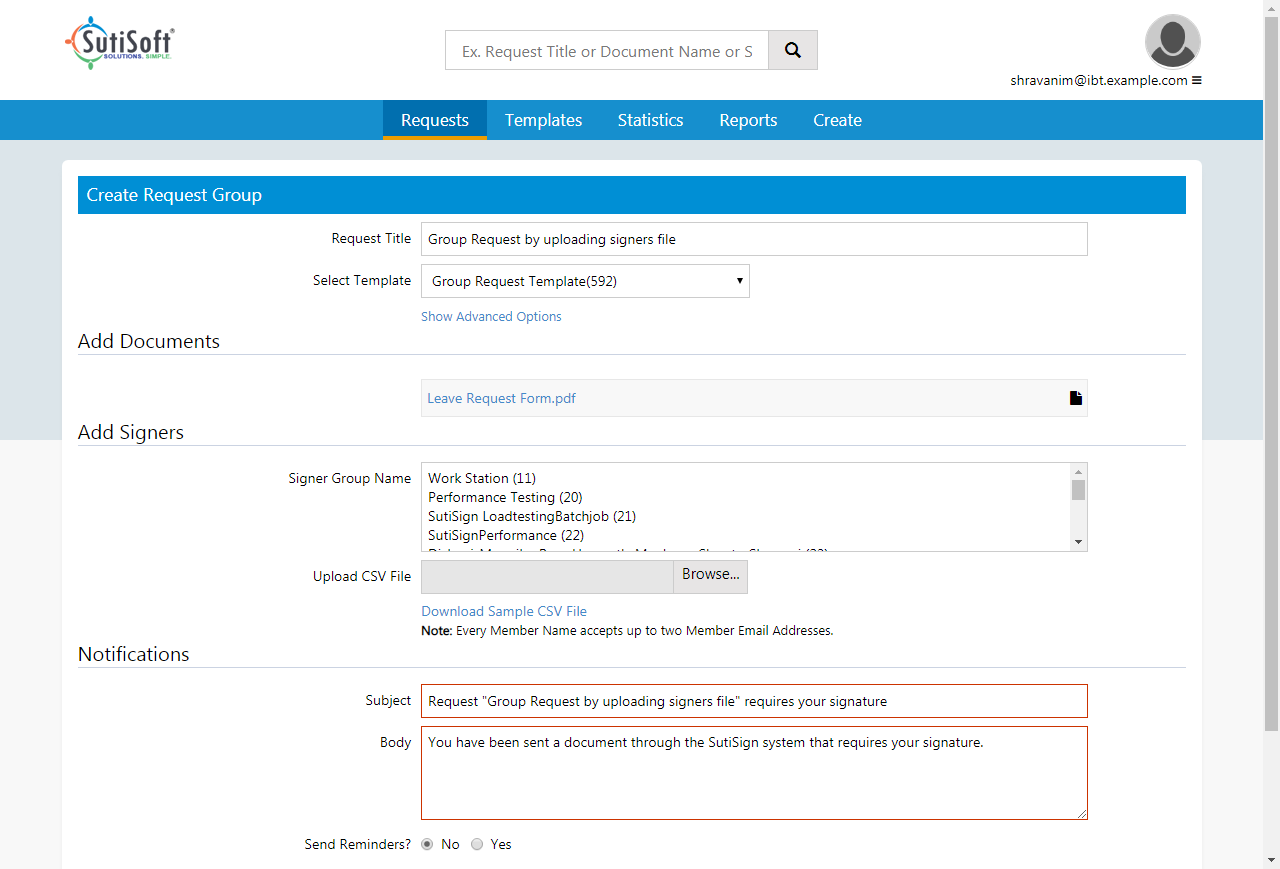 SutiSoft®
SOLUTIONS. SIMPLE.
Ex. Request Title or Document Name or S
shravanim@ibt.example.com
Requests Templates Statistics Reports Create
Create Request Group
Request Title Group Request by uploading signers file
Select Template Group Request Template(592)
Show Advanced Options
Add Documents
Leave Request Form.pdf
Add Signers
Signer Group Name Work Station (11)
Performance Testing (20)
SutiSign LoadtestingBatchjob (21)
SutiSignPerformance (22)
Upload CSV File Browse...
Download Sample CSV File
Note: Every Member Name accepts up to two Member Email Addresses.
Notifications
Subject Request "Group Request by uploading signers file" requires your signature
Body You have been sent a document through the SutiSign system that requires your signature.
Send Reminders? No Yes